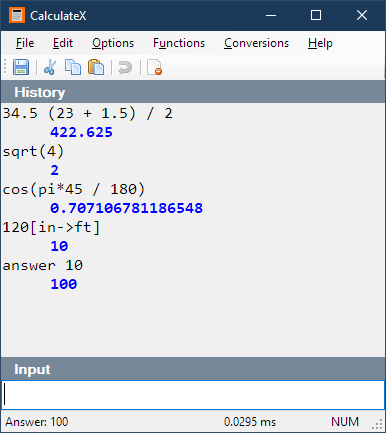 CalculateX
File Edit Options Functions Conversions Help
History
34.5 (23 + 1.5) / 2
422.625
sqrt(4)
2
cos(pi*45 / 180)
0.707106781186548
120[in->ft]
10
answer 10
100
Input
Answer: 100 0.0295 ms NUM